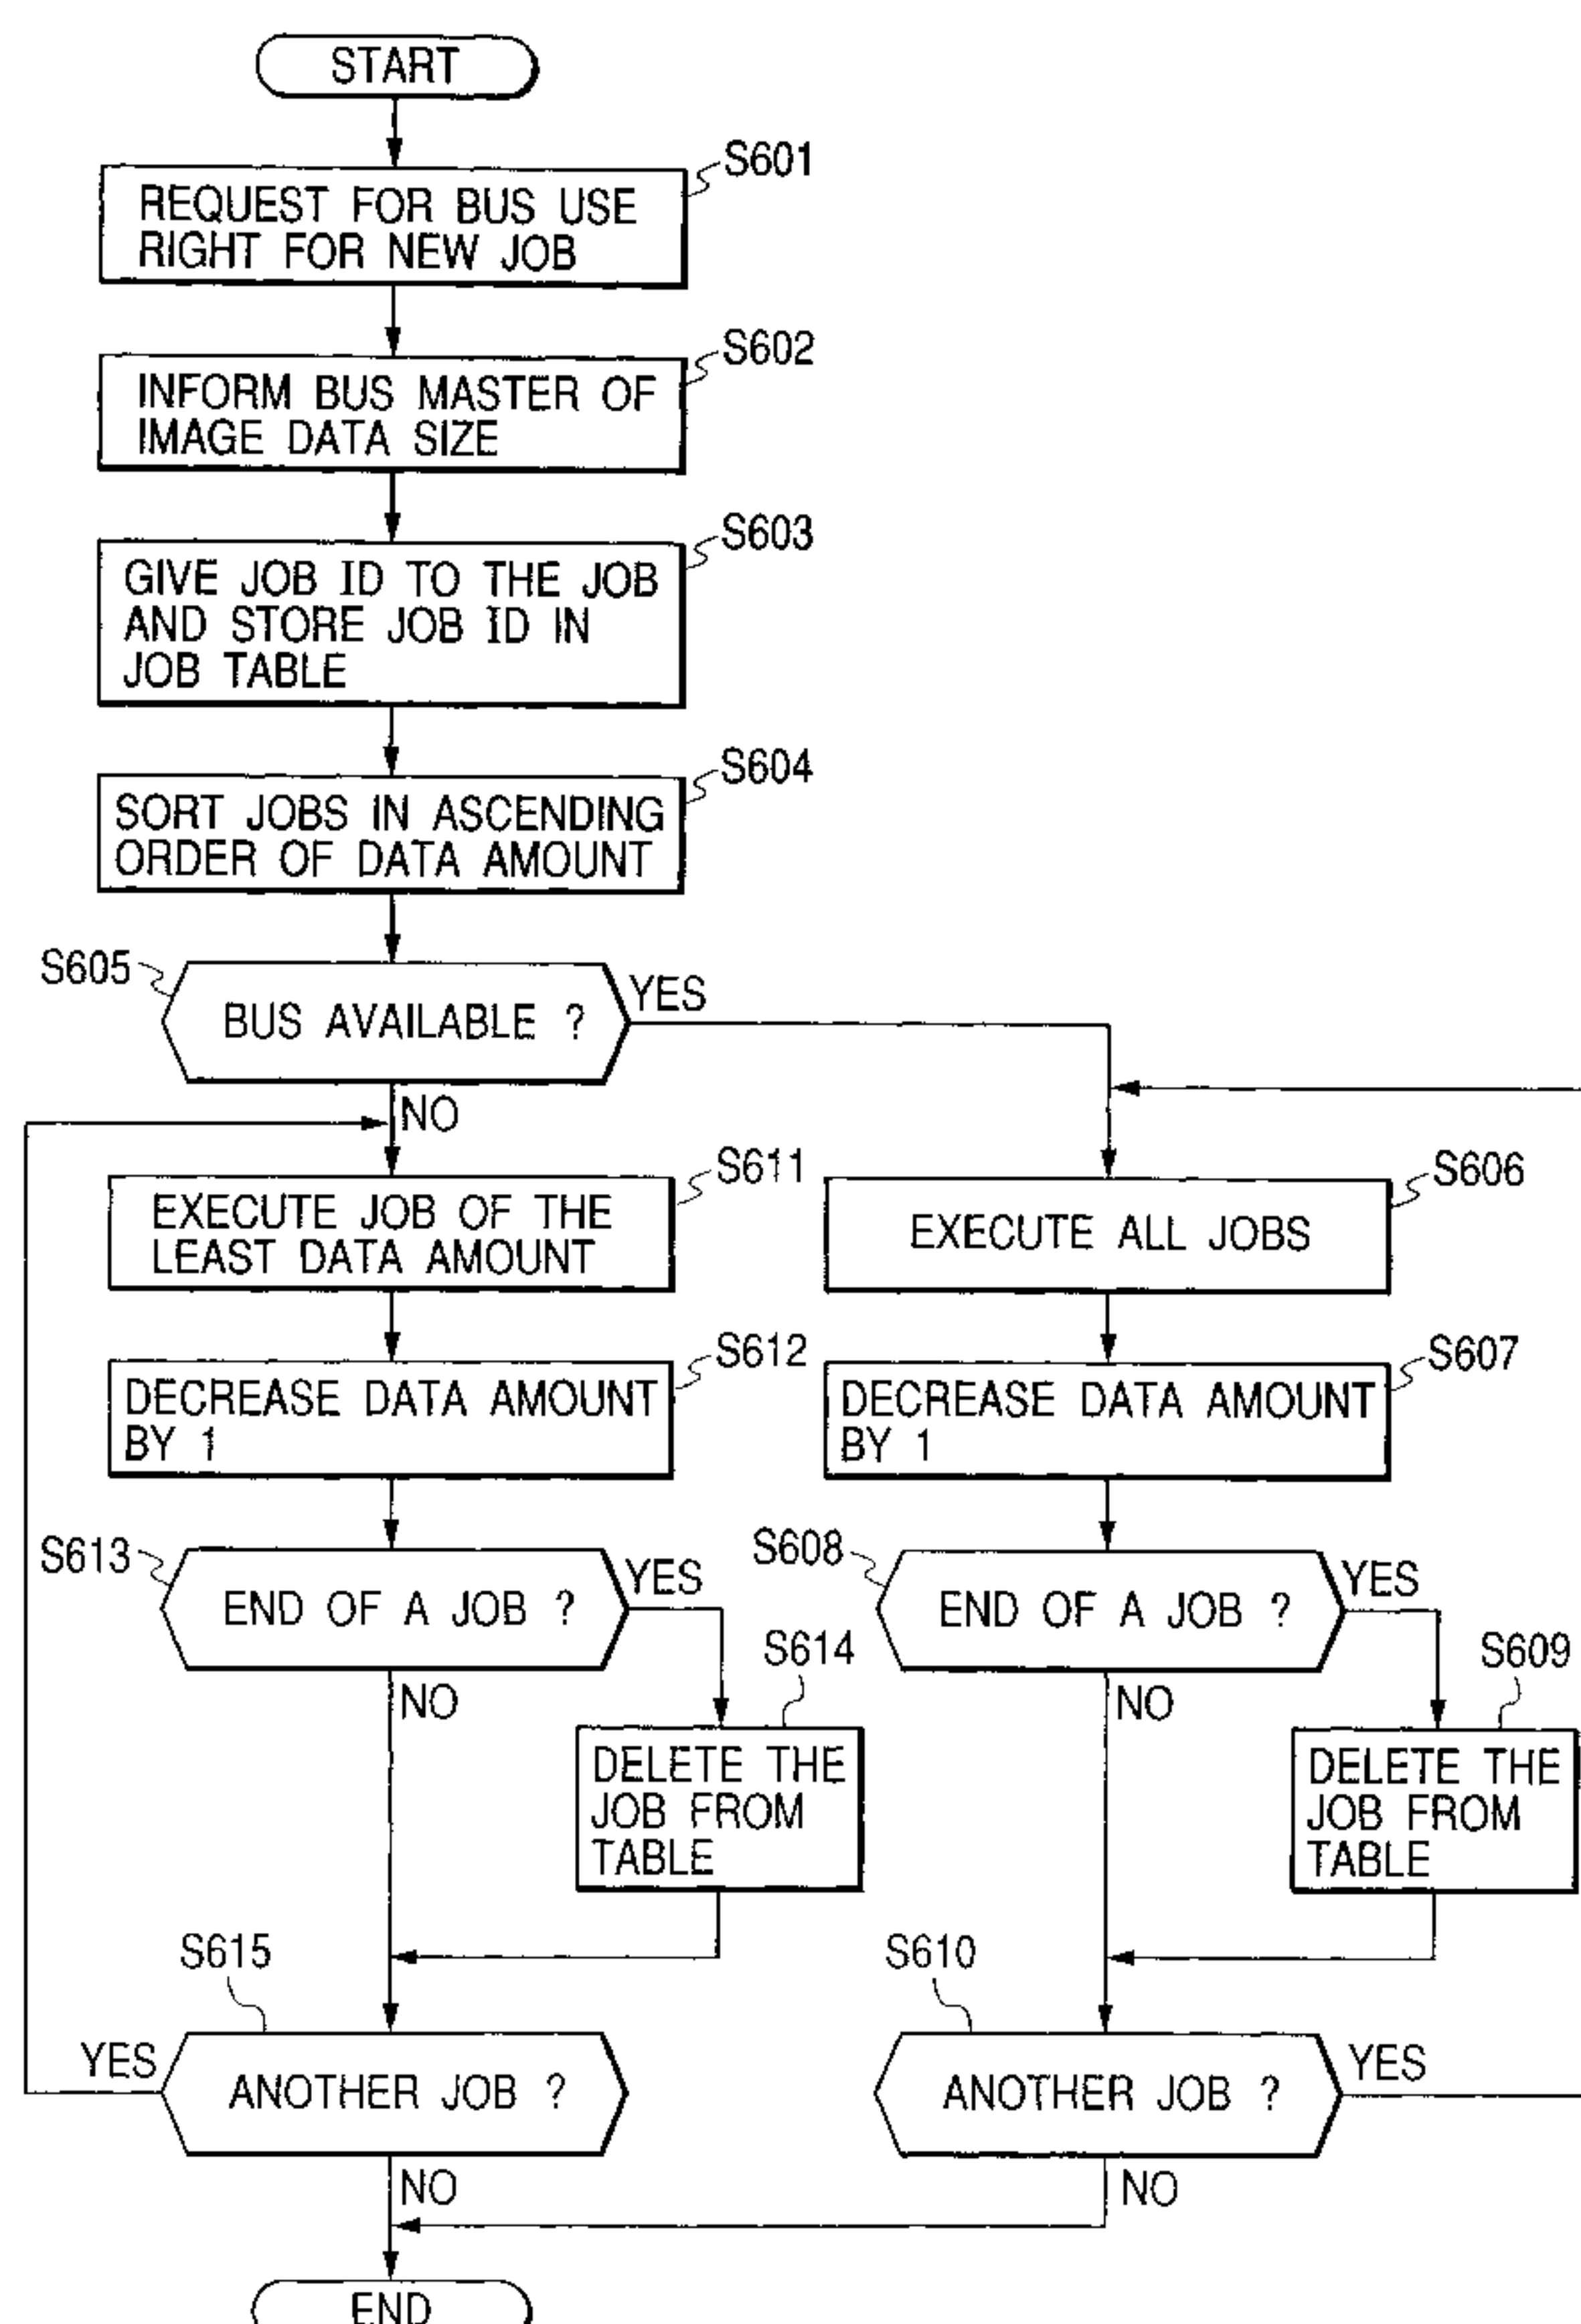 START
S601
REQUEST FOR BUS USE
RIGHT FOR NEW JOB
S602
INFORM BUS MASTER OF
IMAGE DATA SIZE
S603
GIVE JOB ID TO THE JOB
AND STORE JOB ID IN
JOB TABLE
S604
SORT JOBS IN ASCENDING
ORDER OF DATA AMOUNT
S605
BUS AVAILABLE ?
YES
NO
S611
EXECUTE JOB OF THE
LEAST DATA AMOUNT
S606
EXECUTE ALL JOBS
S612
DECREASE DATA AMOUNT
BY 1
S607
DECREASE DATA AMOUNT
BY 1
S613
END OF A JOB ?
YES
NO
S608
END OF A JOB ?
YES
NO
S614
DELETE THE
JOB FROM
TABLE
S609
DELETE THE
JOB FROM
TABLE
S615
YES
ANOTHER JOB ?
NO
S610
ANOTHER JOB ?
YES
NO
END